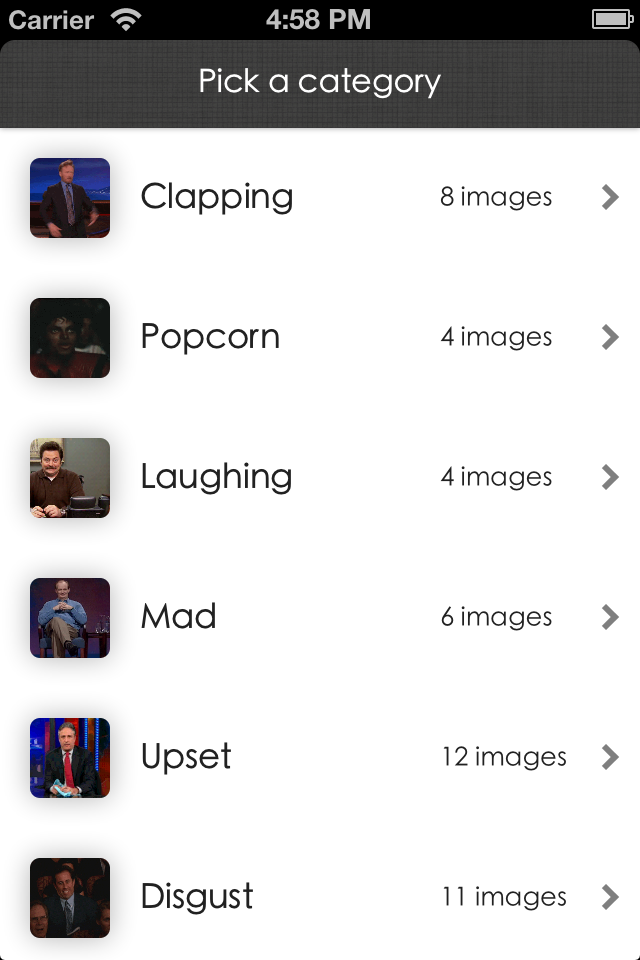 Carrier 4:58 PM
Pick a category
Clapping 8 images
Popcorn 4 images
Laughing 4 images
Mad 6 images
Upset 12 images
Disgust 11 images